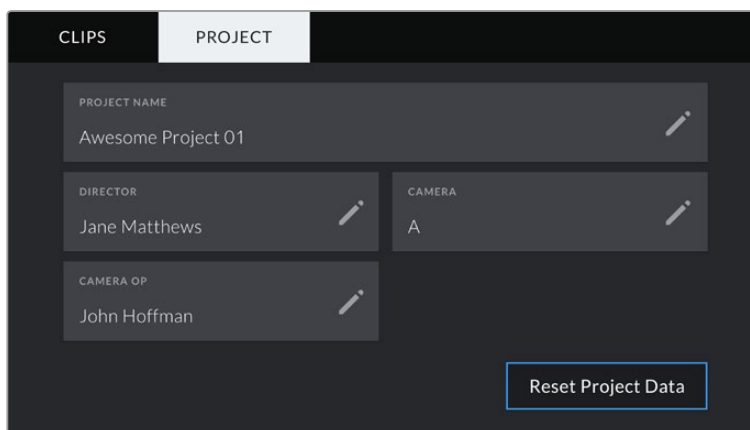 CLIPS PROJECT
PROJECT NAME
Awesome Project 01
DIRECTOR
Jane Matthews
CAMERA
A
CAMERA OP
John Hoffman
Reset Project Data